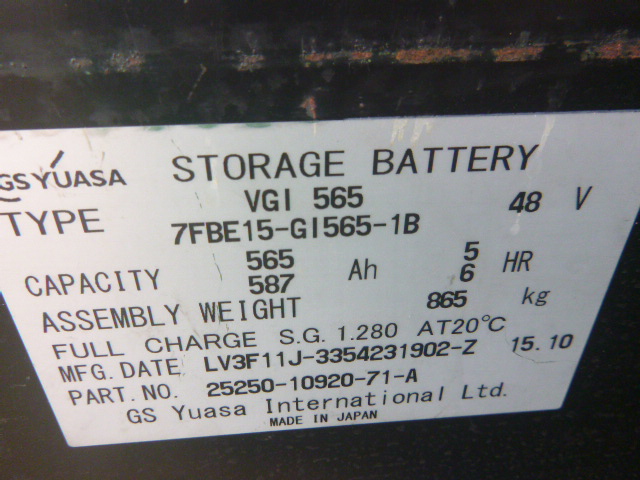 GS YUASA STORAGE BATTERY
TYPE VGI 565 48 V
7FBE15-GI565-1B
CAPACITY 565 Ah 5 HR
587 6
ASSEMBLY WEIGHT 865 kg
FULL CHARGE S.G. 1.280 AT20°C
MFG. DATE LV3F11J-3354231902-Z 15.10
PART. NO. 25250-10920-71-A
GS Yuasa International Ltd.
MADE IN JAPAN